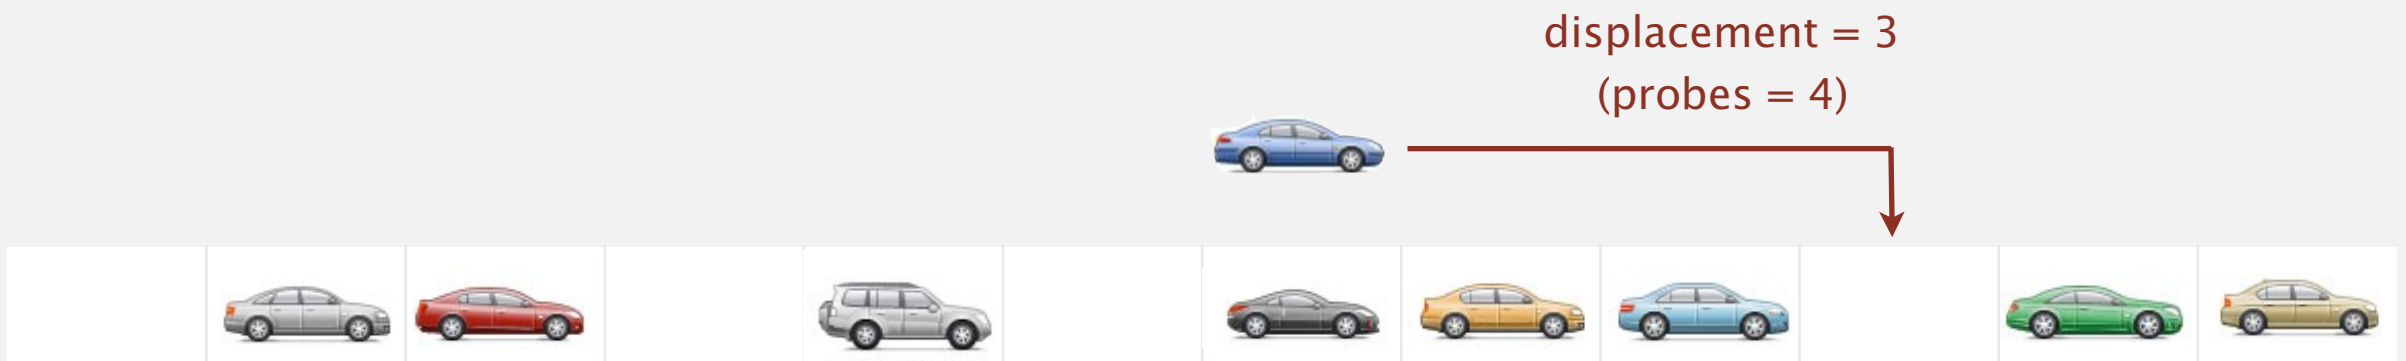 displacement = 3
(probes = 4)